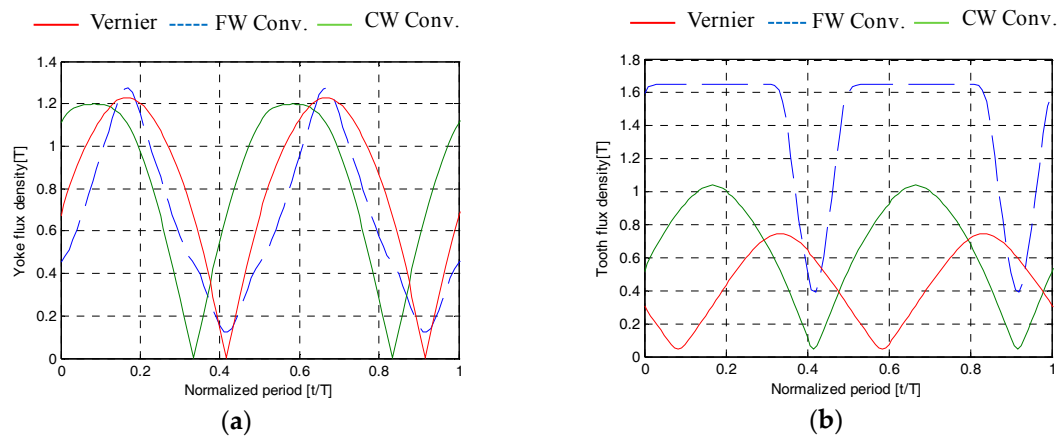 Vernier FW Conv. CW Conv.
Vernier FW Conv. CW Conv.
1.4
1.2
1
0.8
0.6
0.4
0.2
0
Yoke flux density[T]
0 0.2 0.4 0.6 0.8 1
Normalized period [t/T]
(a)
1.8
1.6
1.4
1.2
1
0.8
0.6
0.4
0.2
0
Tooth flux density[T]
0 0.2 0.4 0.6 0.8 1
Normalized period [t/T]
(b)